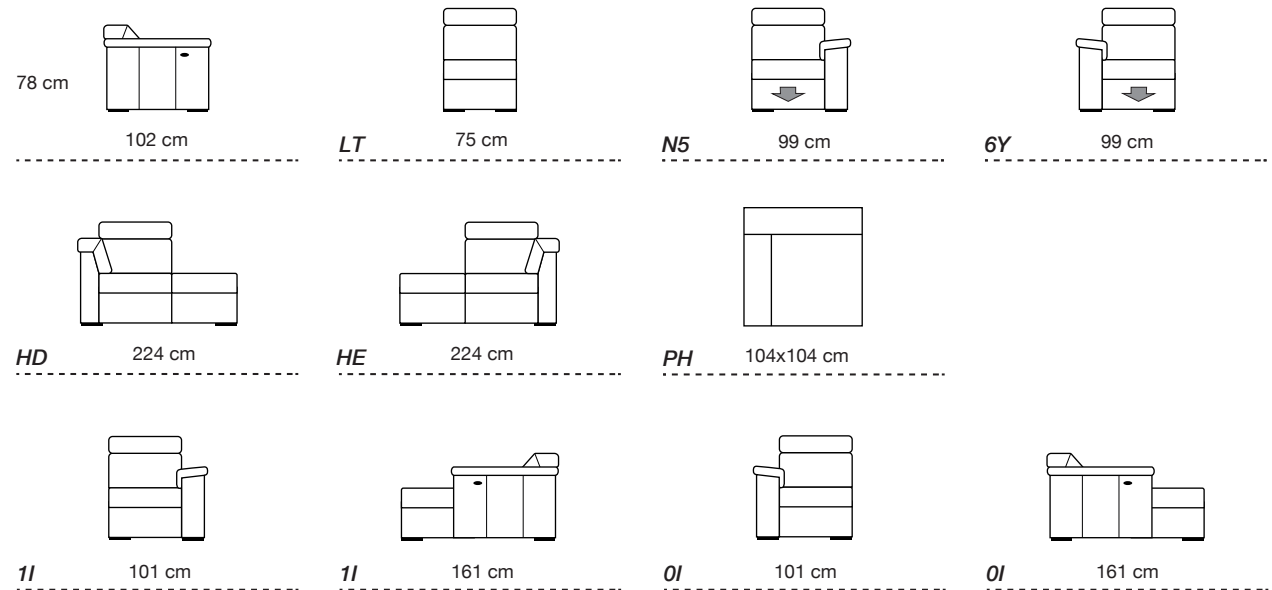 78 cm
102 cm
LT 75 cm
N5 99 cm
6Y 99 cm
HD 224 cm
HE 224 cm
PH 104x104 cm
1I 101 cm
1I 161 cm
0I 101 cm
0I 161 cm